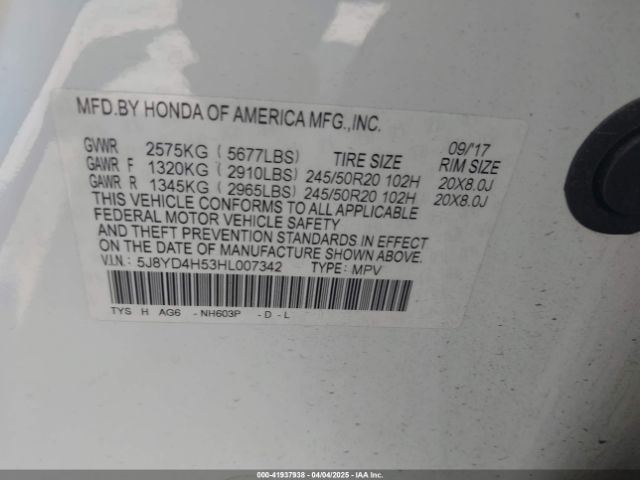 MFD.BY HONDA OF AMERICA MFG.,INC.
09/'17
GVWR 2575KG ( 5677LBS) TIRE SIZE RIM SIZE
GAWR F 1320KG ( 2910LBS) 245/50R20 102H 20X8.0J
GAWR R 1345KG ( 2965LBS) 245/50R20 102H 20X8.0J
THIS VEHICLE CONFORMS TO ALL APPLICABLE
FEDERAL MOTOR VEHICLE SAFETY
AND THEFT PREVENTION STANDARDS IN EFFECT
ON THE DATE OF MANUFACTURE SHOWN ABOVE.
V.I.N.: 5J8YD4H53HL007342 TYPE: MPV
TYS H AG6 - NH603P - D - L
000-41937938 - 04/04/2025 - IAA Inc.